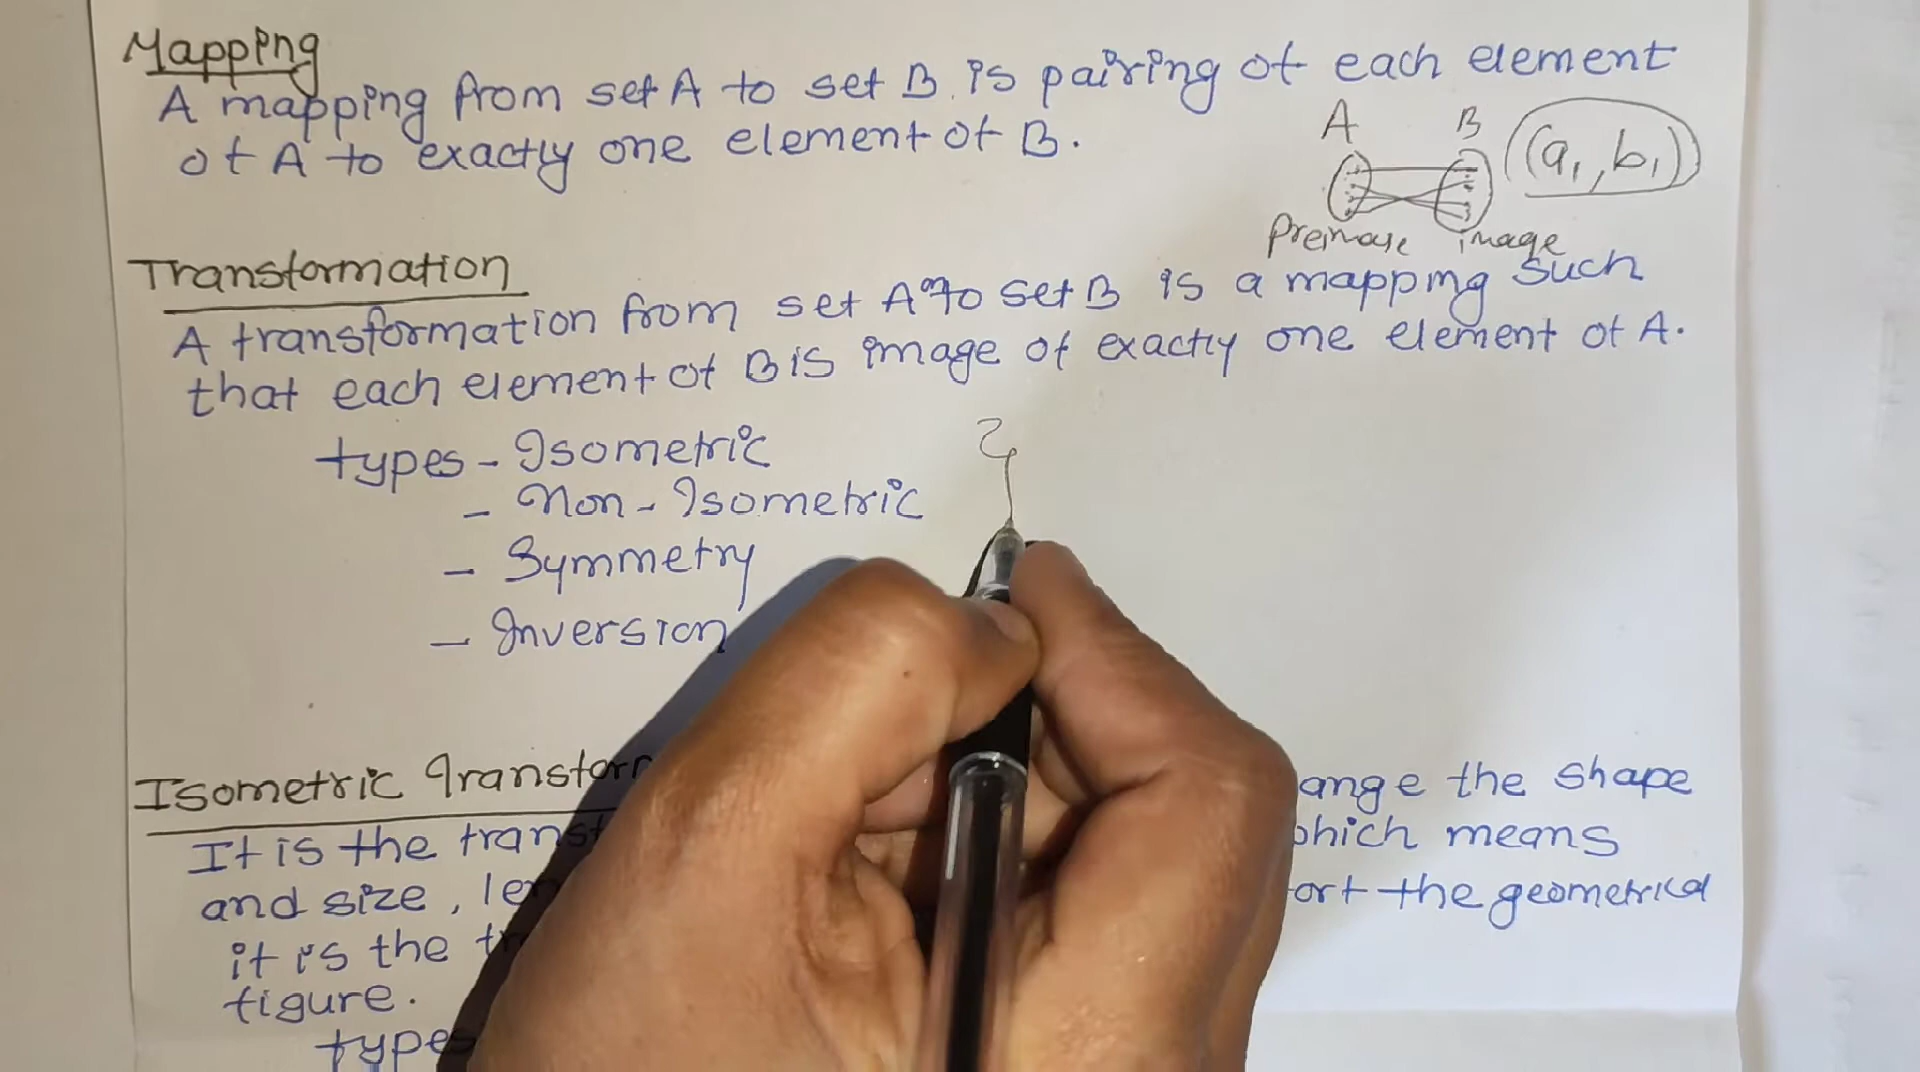 Mapping
A mapping from set A to set B is pairing of each element
of A to exactly one element of B.
A B (a₁, b₁)
Preimage image
Transformation
A transformation from set A to set B is a mapping such
that each element of B is image of exactly one element of A.
types - Isometric
- Non-Isometric
- Symmetry
- Inversion
Isometric
It is the ange the shape
and size, which means
it is the ort the geometrical
figure.
types